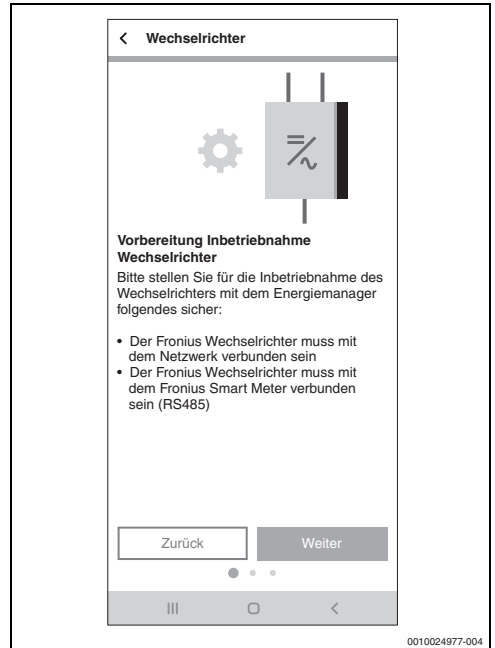 Wechselrichter
Vorbereitung Inbetriebnahme
Wechselrichter
Bitte stellen Sie für die Inbetriebnahme des
Wechselrichters mit dem Energiemanager
folgendes sicher:
• Der Fronius Wechselrichter muss mit
dem Netzwerk verbunden sein
• Der Fronius Wechselrichter muss mit
dem Fronius Smart Meter verbunden
sein (RS485)
Zurück
Weiter
0010024977-004